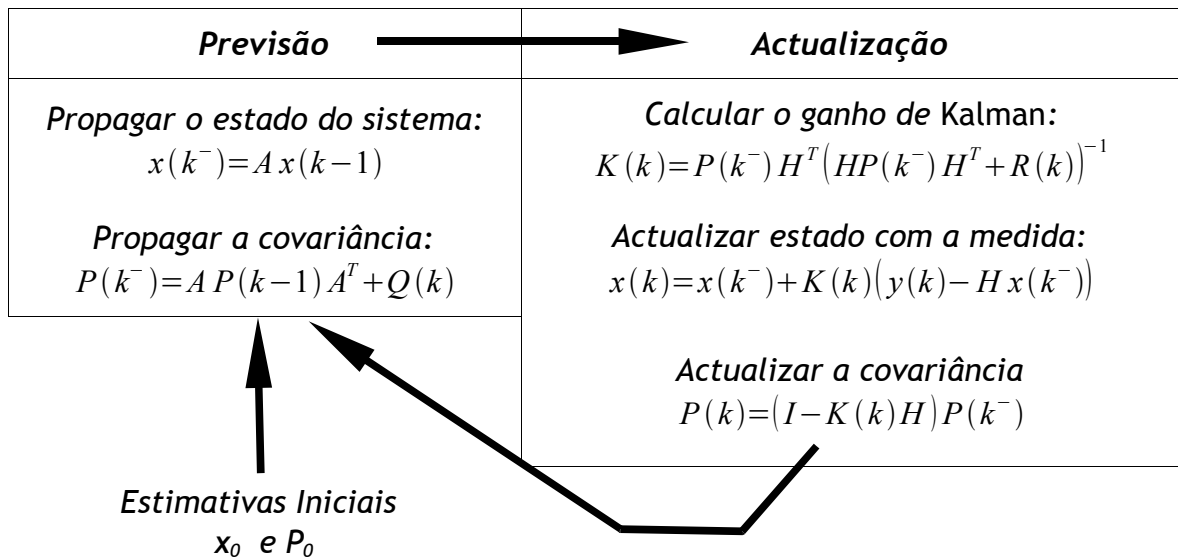 Previsão
Propagar o estado do sistema:
x(k⁻)=A x(k−1)
Propagar a covariância:
P(k⁻)=A P(k−1) Aᵀ+Q(k)
Actualização
Calcular o ganho de Kalman:
K(k)=P(k⁻) Hᵀ(HP(k⁻) Hᵀ+R(k))⁻¹
Actualizar estado com a medida:
x(k)=x(k⁻)+K(k)(y(k)−H x(k⁻))
Actualizar a covariância
P(k)=(I−K(k)H)P(k⁻)
Estimativas Iniciais
x₀ e P₀